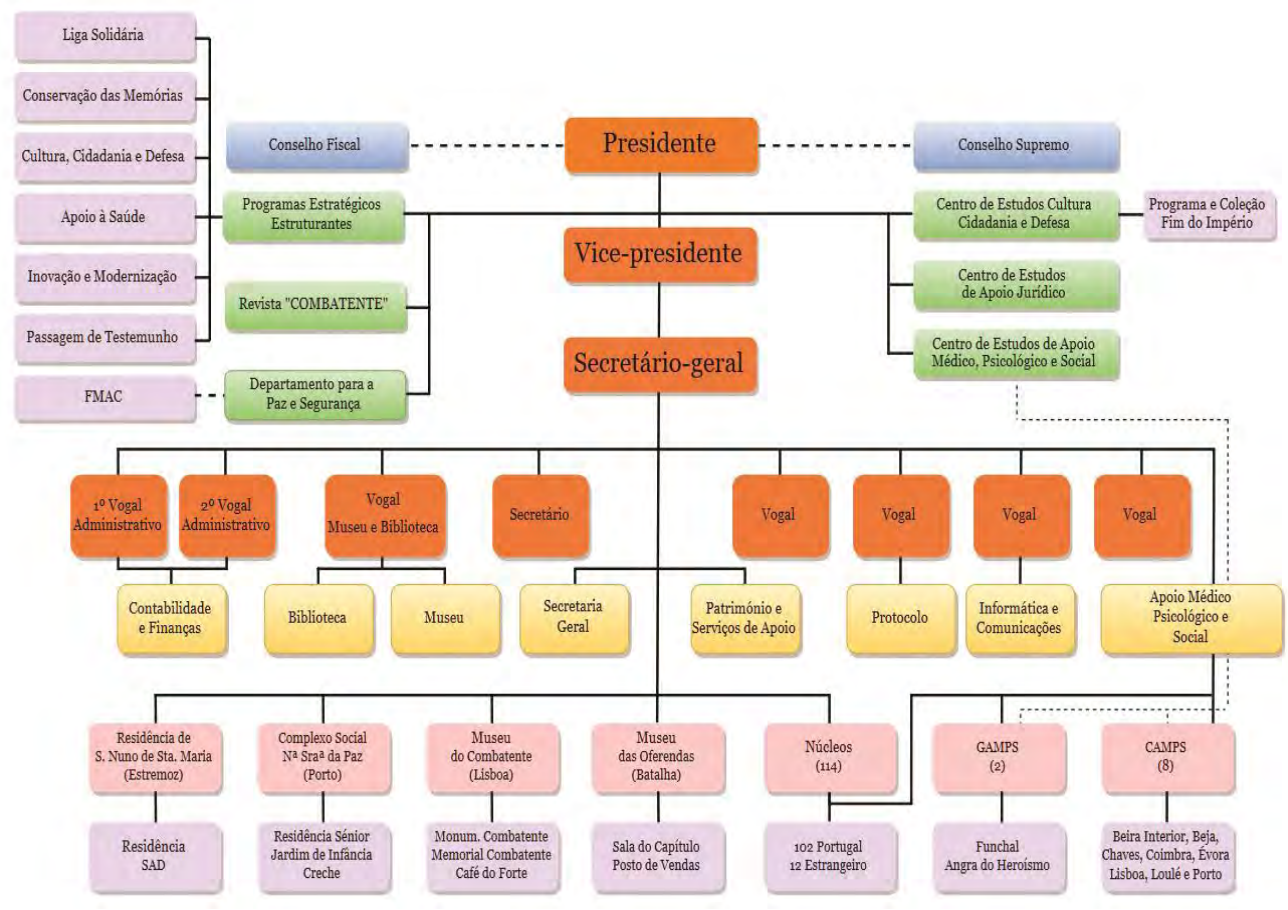 Liga Solidária
Conservação das Memórias
Cultura, Cidadania e Defesa
Apoio à Saúde
Inovação e Modernização
Passagem de Testemunho
FMAC
Conselho Fiscal
Programas Estratégicos
Estruturantes
Revista "COMBATENTE"
Departamento para a
Paz e Segurança
Presidente
Vice-presidente
Secretário-geral
Conselho Supremo
Centro de Estudos Cultura
Cidadania e Defesa
Programa e Coleção
Fim do Império
Centro de Estudos
de Apoio Jurídico
Centro de Estudos de Apoio
Médico, Psicológico e Social
1º Vogal
Administrativo
2º Vogal
Administrativo
Vogal
Museu e Biblioteca
Secretário
Vogal
Vogal
Vogal
Vogal
Contabilidade
e Finanças
Biblioteca
Museu
Secretaria
Geral
Património e
Serviços de Apoio
Protocolo
Informática e
Comunicações
Apoio Médico
Psicológico e
Social
Residência de
S. Nuno de Sta. Maria
(Estremoz)
Complexo Social
Nª Sraª da Paz
(Porto)
Museu
do Combatente
(Lisboa)
Museu
das Oferendas
(Batalha)
Núcleos
(114)
GAMPS
(2)
CAMPS
(8)
Residência
SAD
Residência Sénior
Jardim de Infância
Creche
Monum. Combatente
Memorial Combatente
Café do Forte
Sala do Capítulo
Posto de Vendas
102 Portugal
12 Estrangeiro
Funchal
Angra do Heroísmo
Beira Interior, Beja,
Chaves, Coimbra, Évora
Lisboa, Loulé e Porto